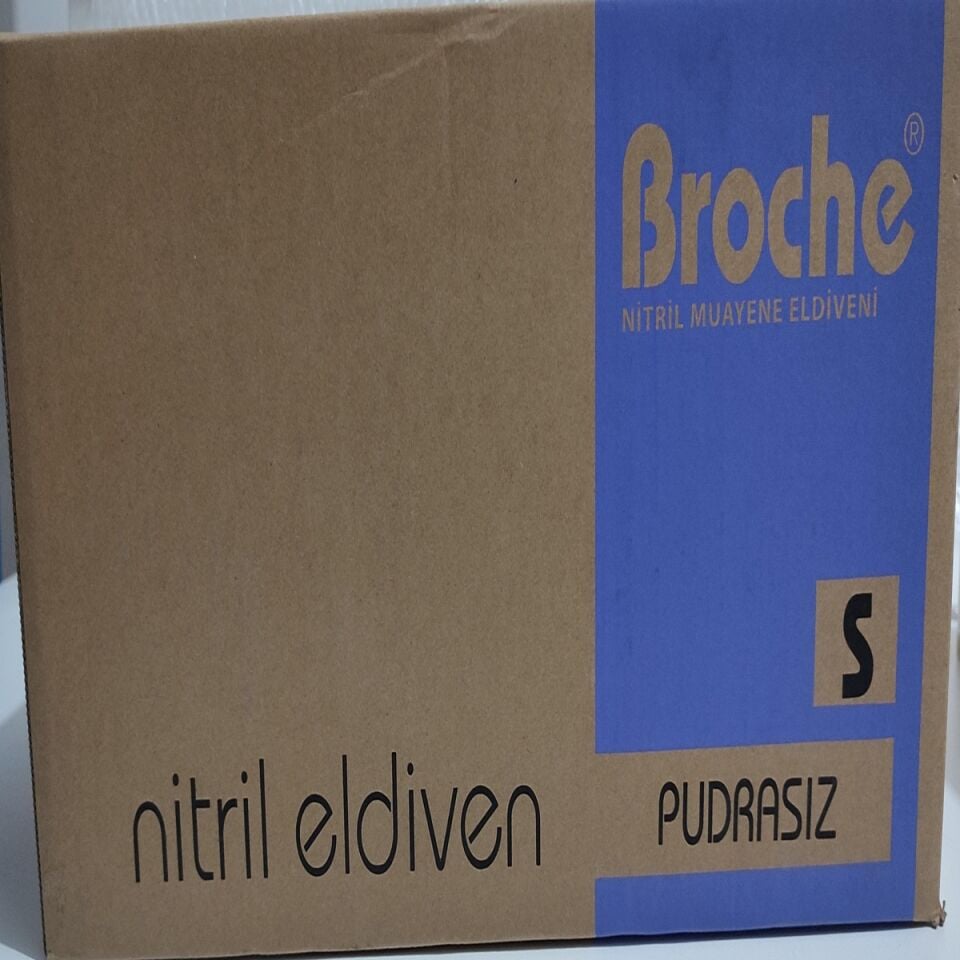 Broche®
NİTRİL MUAYENE ELDİVENİ
S
nitril eldiven
PUDRASIZ